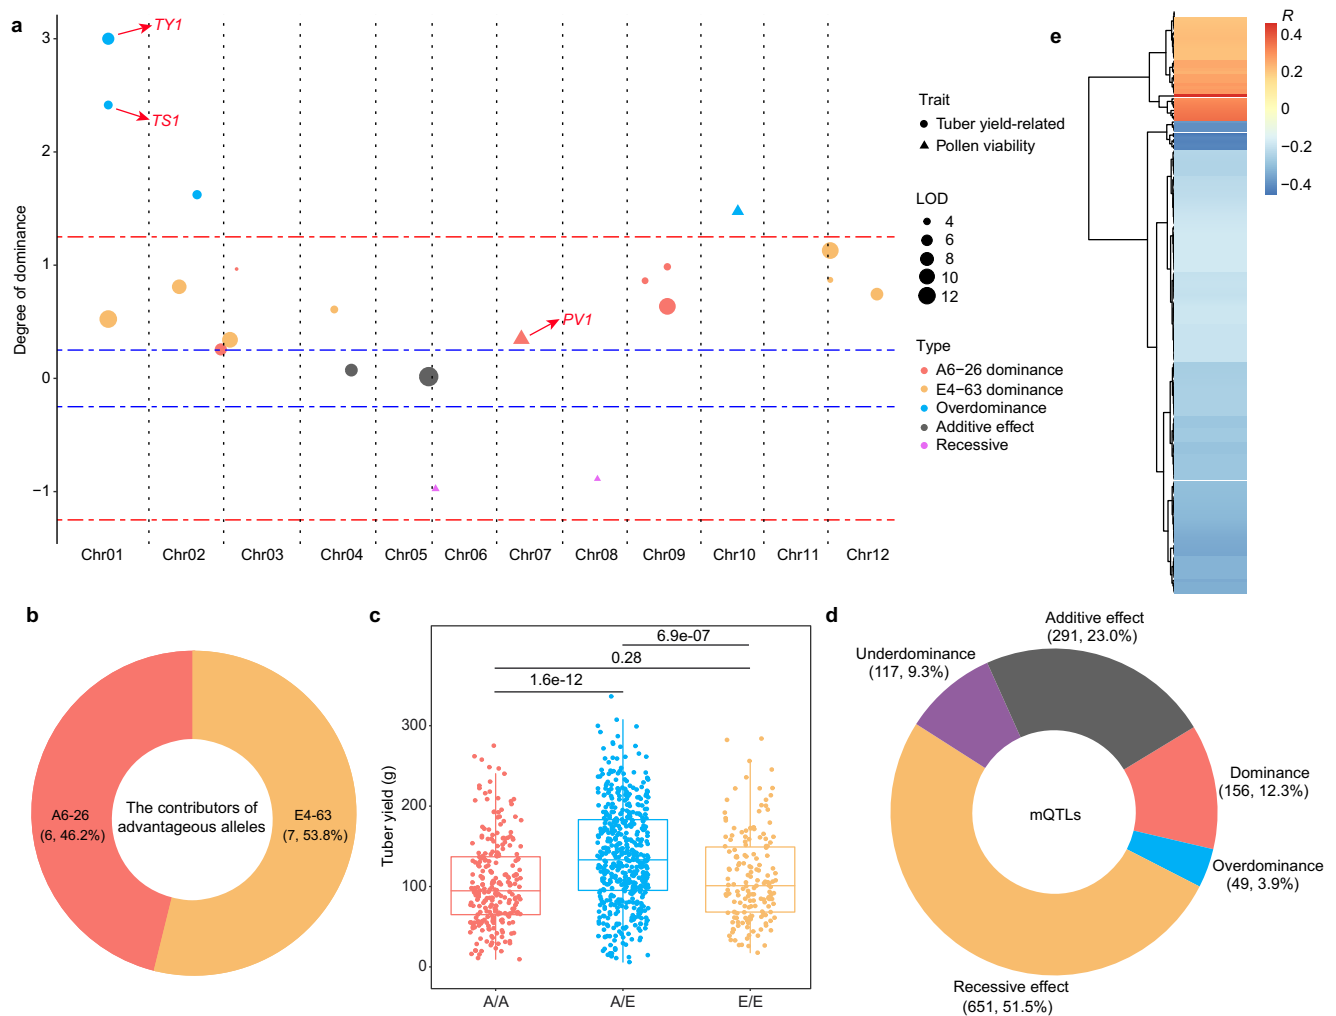 a
Degree of dominance
3
2
1
0
−1
TY1
TS1
PV1
Chr01 Chr02 Chr03 Chr04 Chr05 Chr06 Chr07 Chr08 Chr09 Chr10 Chr11 Chr12
Trait
Tuber yield-related
Pollen viability
LOD
4
6
8
10
12
Type
A6−26 dominance
E4−63 dominance
Overdominance
Additive effect
Recessive
e
R
0.4
0.2
0
−0.2
−0.4
b
A6-26
(6, 46.2%)
The contributors of
advantageous alleles
E4-63
(7, 53.8%)
c
Tuber yield (g)
300
200
100
0
6.9e-07
0.28
1.6e-12
A/A A/E E/E
d
Additive effect
(291, 23.0%)
Underdominance
(117, 9.3%)
Dominance
(156, 12.3%)
mQTLs
Overdominance
(49, 3.9%)
Recessive effect
(651, 51.5%)